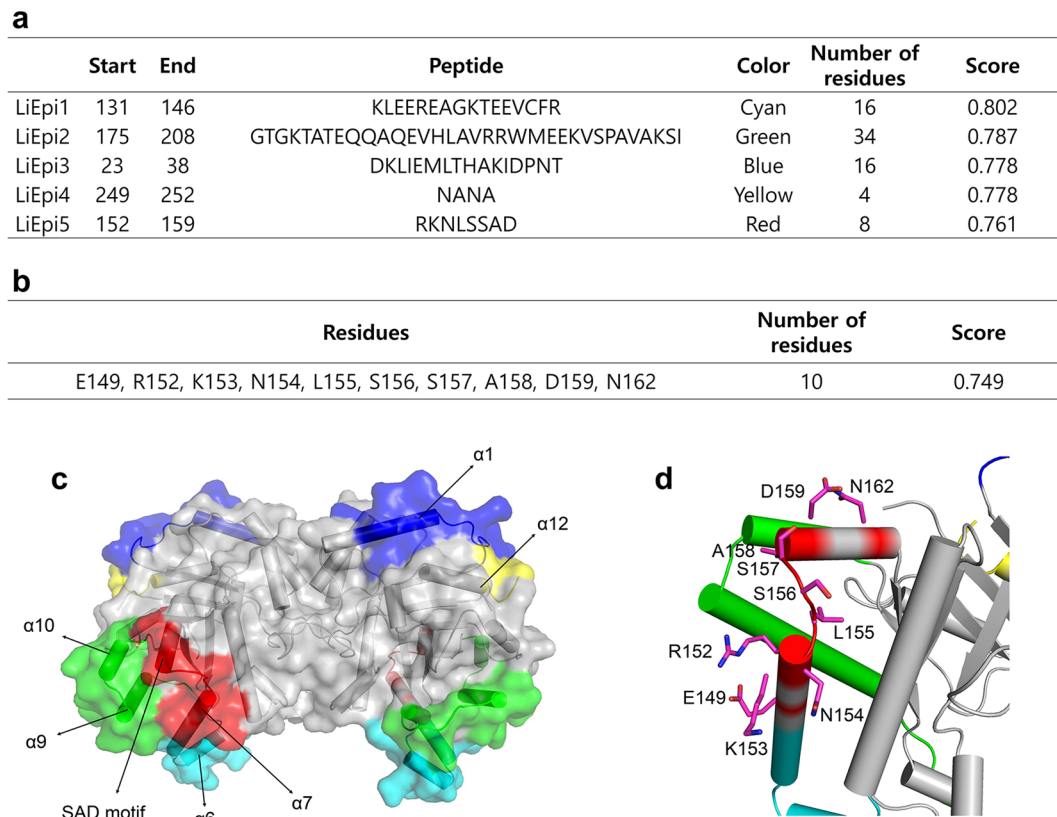 a
Start End Peptide Color Number of residues Score
LiEpi1 131 146 KLEEREAGKTEEVCFR Cyan 16 0.802
LiEpi2 175 208 GTGKTATEQQAQEVHLAVRRWMEEKVSPAVAKSI Green 34 0.787
LiEpi3 23 38 DKLIEMLTHAKIDPNT Blue 16 0.778
LiEpi4 249 252 NANA Yellow 4 0.778
LiEpi5 152 159 RKNLSSAD Red 8 0.761
b
Residues Number of residues Score
E149, R152, K153, N154, L155, S156, S157, A158, D159, N162 10 0.749
c
α1
α12
α10
α9
SAD motif
α6
α7
d
D159 N162
A158
S157
S156
L155
R152
E149
N154
K153